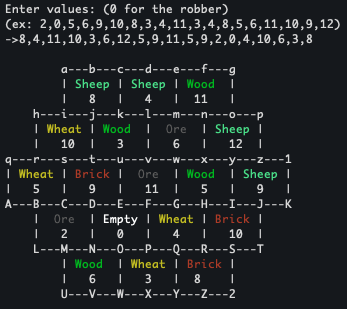 Enter values: (0 for the robber)
(ex: 2,0,5,6,9,10,8,3,4,11,3,4,8,5,6,11,10,9,12)
->8,4,11,10,3,6,12,5,9,11,5,9,2,0,4,10,6,3,8
a---b---c---d---e---f---g
| Sheep | Sheep | Wood |
| 8 | 4 | 11 |
h---i---j---k---l---m---n---o---p
| Wheat | Wood | Ore | Sheep |
| 10 | 3 | 6 | 12 |
q---r---s---t---u---v---w---x---y---z---1
| Wheat | Brick | Ore | Wood | Sheep |
| 5 | 9 | 11 | 5 | 9 |
A---B---C---D---E---F---G---H---I---J---K
| Ore | Empty | Wheat | Brick |
| 2 | 0 | 4 | 10 |
L---M---N---O---P---Q---R---S---T
| Wood | Wheat | Brick |
| 6 | 3 | 8 |
U---V---W---X---Y---Z---2